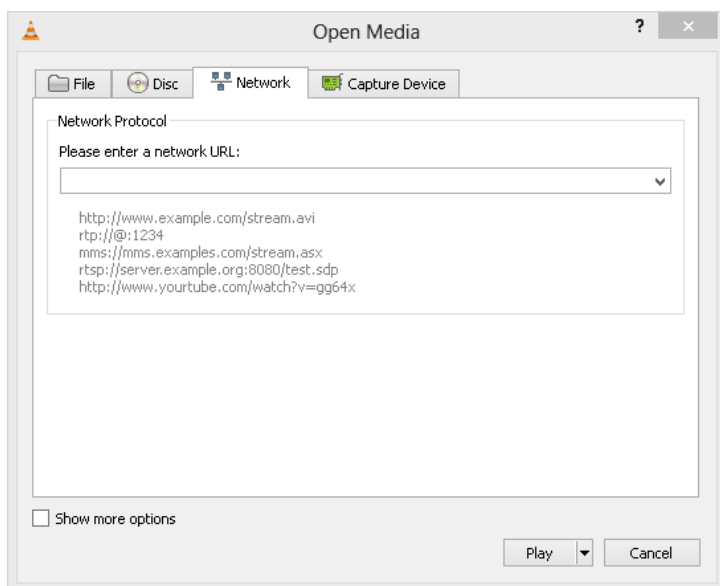 Open Media
?
File
Disc
Network
Capture Device
Network Protocol
Please enter a network URL:
http://www.example.com/stream.avi
rtp://@:1234
mms://mms.examples.com/stream.asx
rtsp://server.example.org:8080/test.sdp
http://www.yourtube.com/watch?v=gg64x
Show more options
Play
Cancel